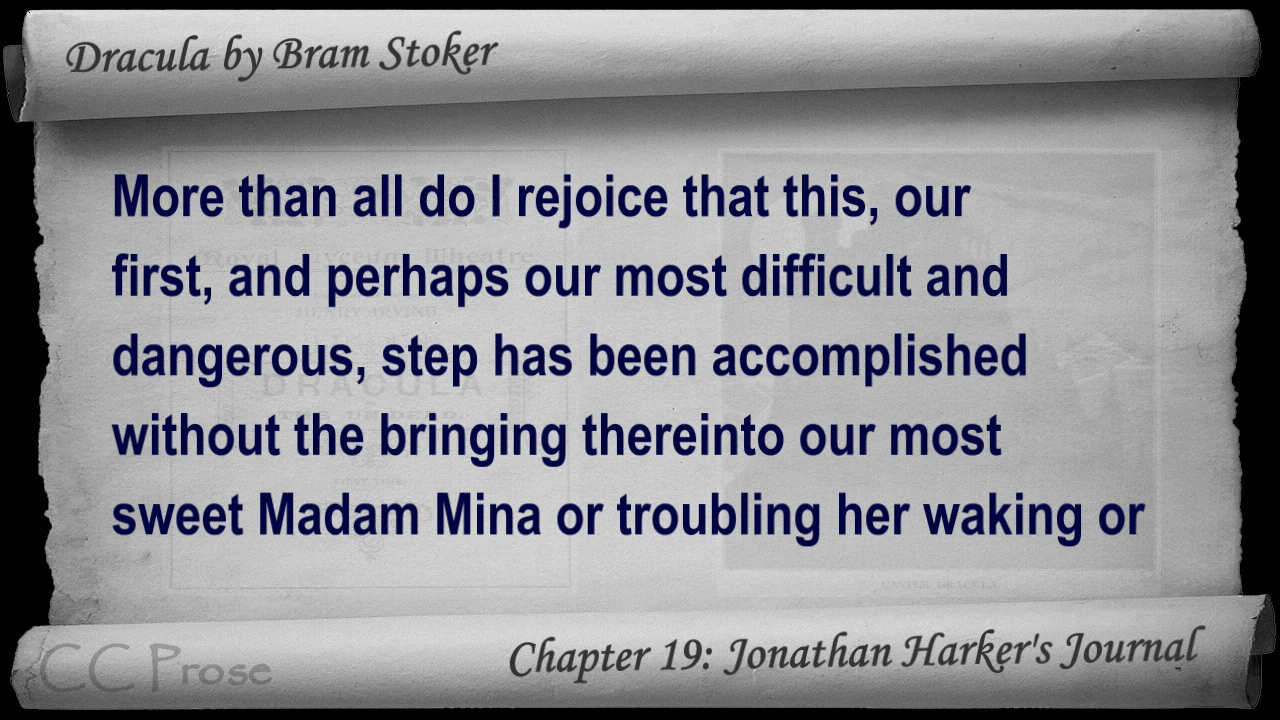 Dracula by Bram Stoker
More than all do I rejoice that this, our
first, and perhaps our most difficult and
dangerous, step has been accomplished
without the bringing thereinto our most
sweet Madam Mina or troubling her waking or
Chapter 19: Jonathan Harker's Journal
CC Prose